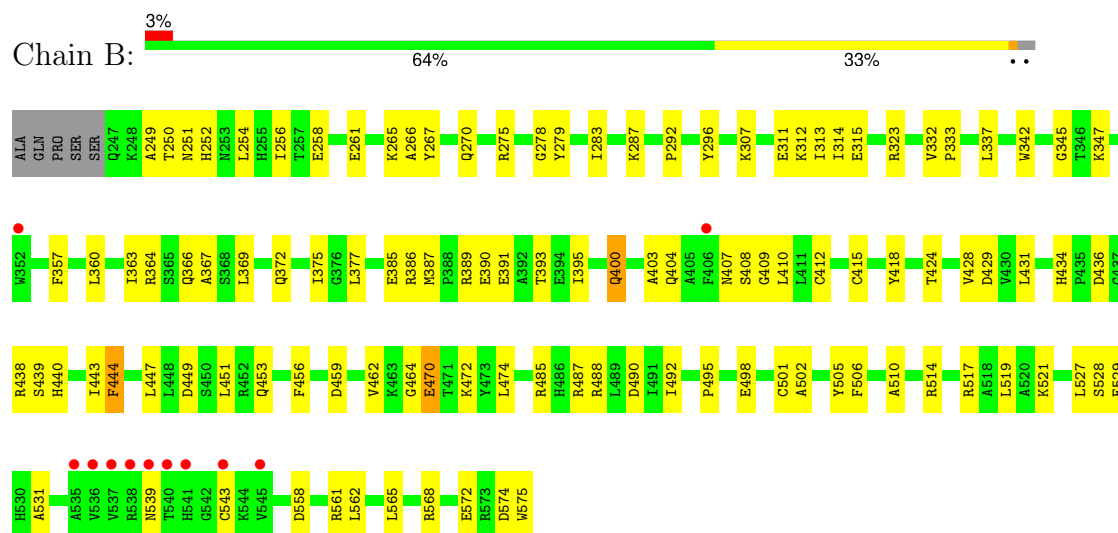 3%
Chain B:
64% 33% • •
ALA GLN PRO SER SER Q247 K248 A249 T250 N251 H252 N253 L254 H255 I256 T257 E258 E261 K265 A266 Y267 Q270 R275 G278 Y279 I283 K287 P292 Y296 K307 E311 K312 I313 I314 E315 R323 V332 P333 L337 W342 G345 T346 K347
W352 F357 L360 I363 R364 S365 Q366 A367 S368 L369 Q372 I375 G376 L377 E385 R386 M387 P388 R389 E390 E391 A392 T393 E394 I395 Q400 A403 Q404 A405 F406 N407 S408 G409 L410 L411 C412 C415 Y418 T424 V428 D429 V430 L431 H434 P435 D436 G437
R438 S439 H440 I443 F444 L447 L448 D449 S450 L451 R452 Q453 F456 D459 V462 K463 G464 E470 T471 K472 Y473 L474 R485 H486 R487 R488 L489 D490 I491 I492 P495 E498 C501 A502 Y505 F506 A510 R514 R517 A518 L519 A520 K521 L527 S528 E529
H530 A531 A535 V536 V537 R538 N539 T540 H541 G542 C543 K544 V545 D558 R561 L562 L565 R568 E572 R573 D574 W575